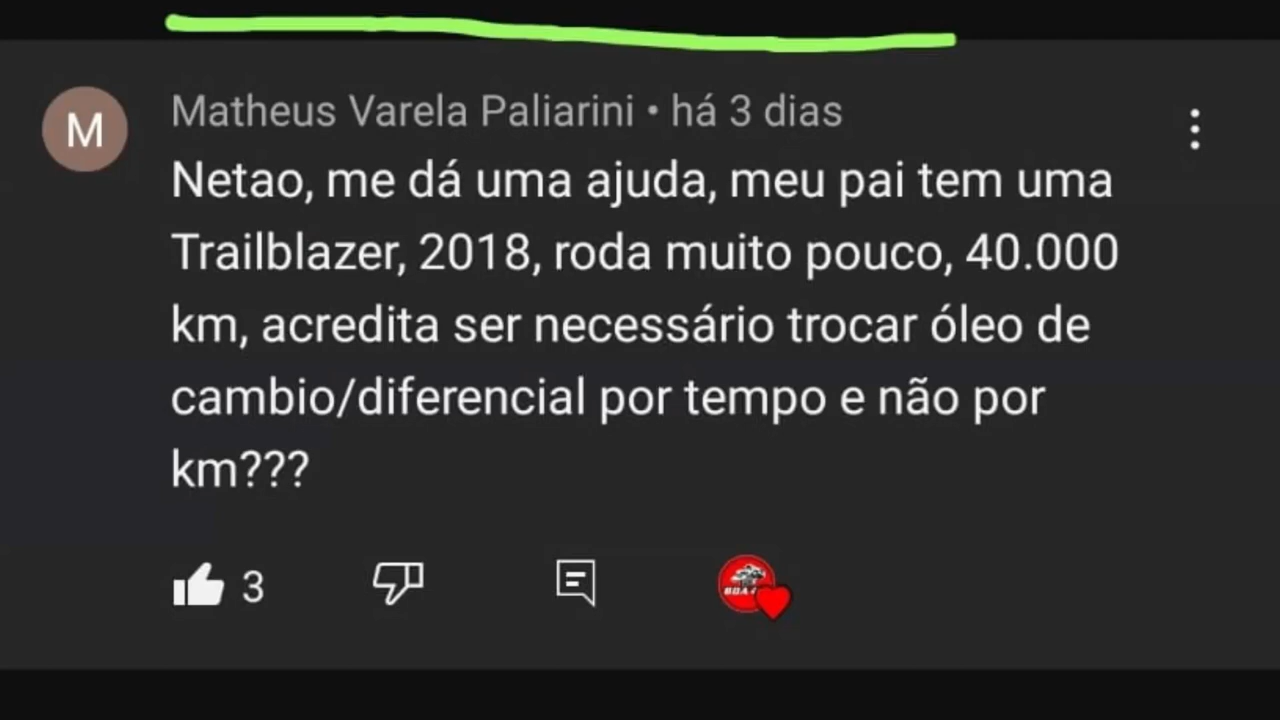 M
Matheus Varela Paliarini • há 3 dias
Netao, me dá uma ajuda, meu pai tem uma
Trailblazer, 2018, roda muito pouco, 40.000
km, acredita ser necessário trocar óleo de
cambio/diferencial por tempo e não por
km???
3